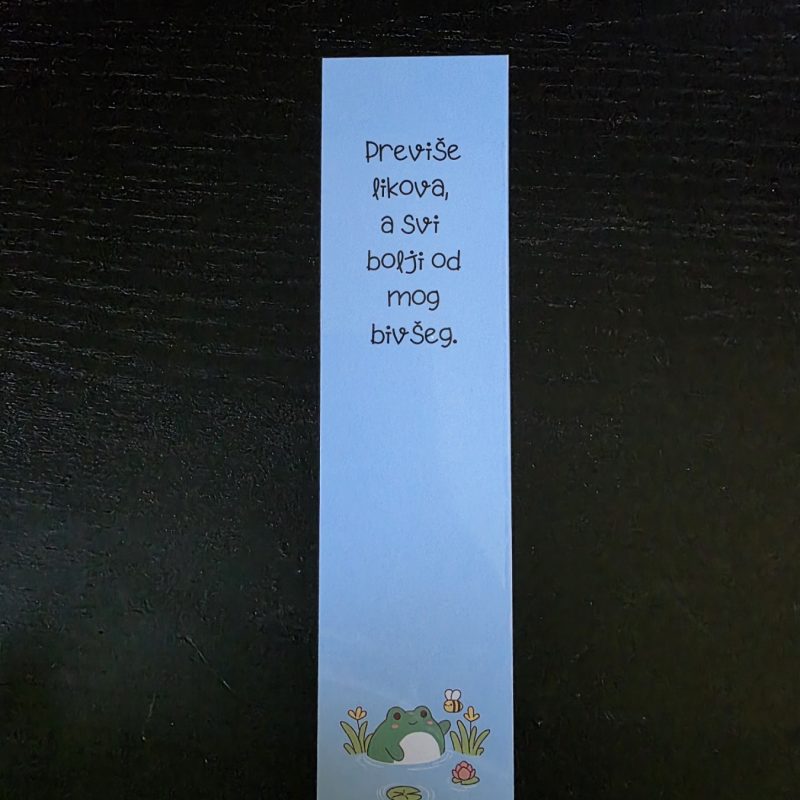 Previše
likova,
a svi
bolji od
mog
bivšeg.